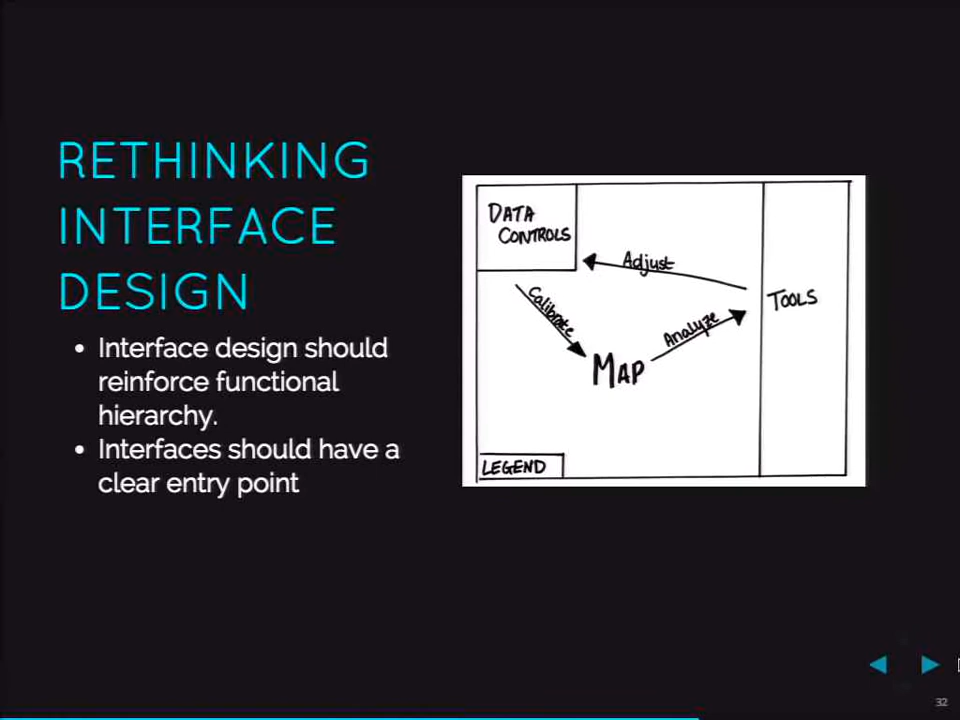 RETHINKING
INTERFACE
DESIGN
• Interface design should
reinforce functional
hierarchy.
• Interfaces should have a
clear entry point
DATA
CONTROLS
Adjust
Calibrate
Analyze
TOOLS
MAP
LEGEND
32